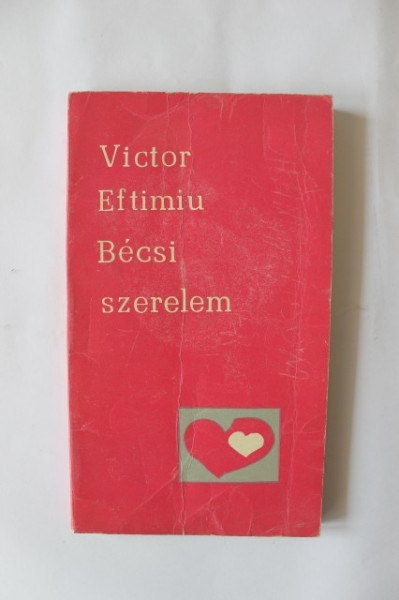 Victor
Eftimiu
Bécsi
szerelem